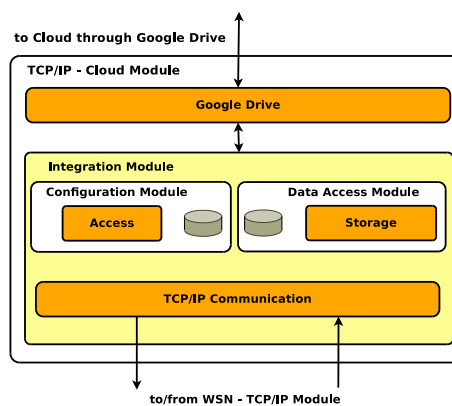 to Cloud through Google Drive
TCP/IP - Cloud Module
Google Drive
Integration Module
Configuration Module
Data Access Module
Access
Storage
TCP/IP Communication
to/from WSN - TCP/IP Module